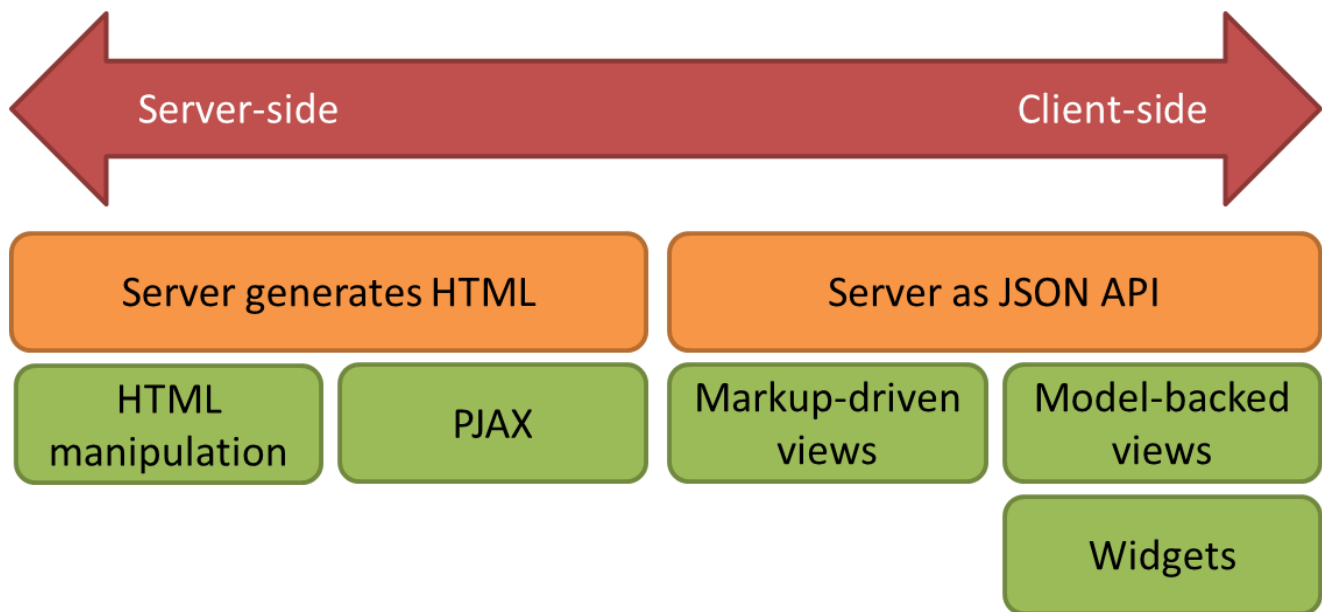 Server-side
Client-side
Server generates HTML
Server as JSON API
HTML
manipulation
PJAX
Markup-driven
views
Model-backed
views
Widgets